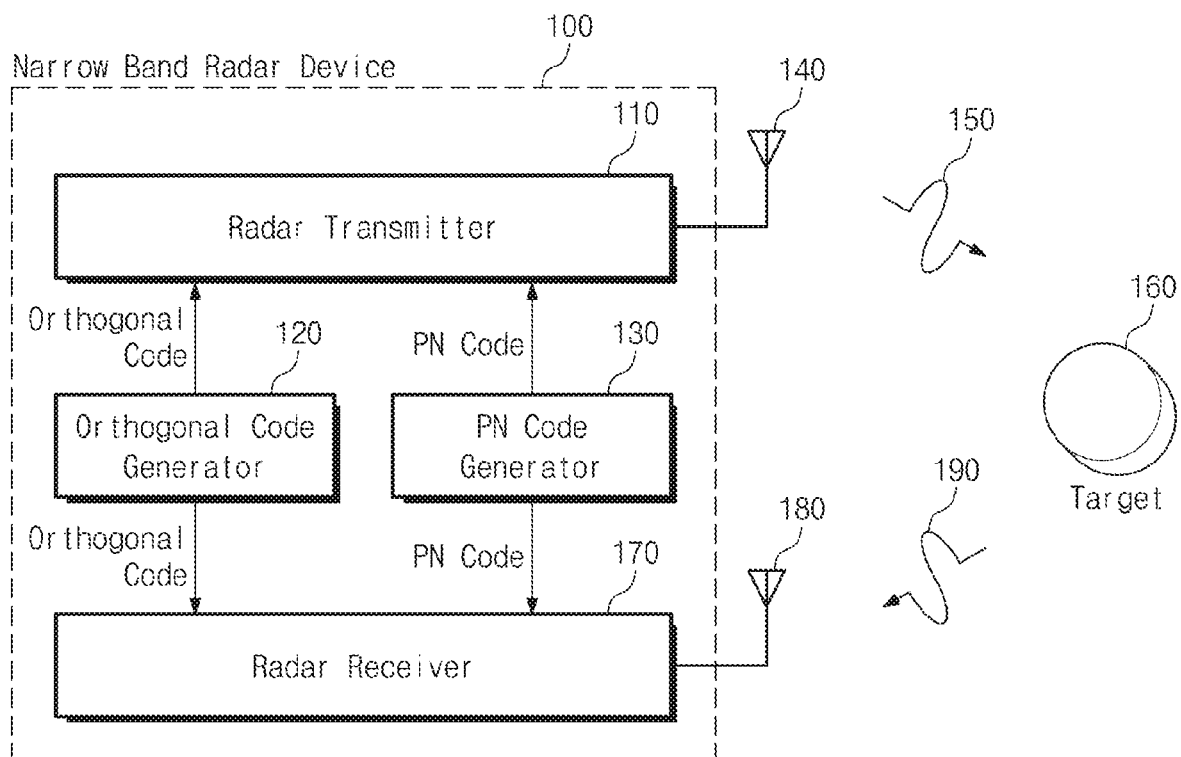 100
Narrow Band Radar Device
140
110
150
Radar Transmitter
160
Orthogonal
Code
120
PN Code
130
Orthogonal Code
Generator
PN Code
Generator
Target
190
180
Orthogonal
Code
PN Code
170
Radar Receiver